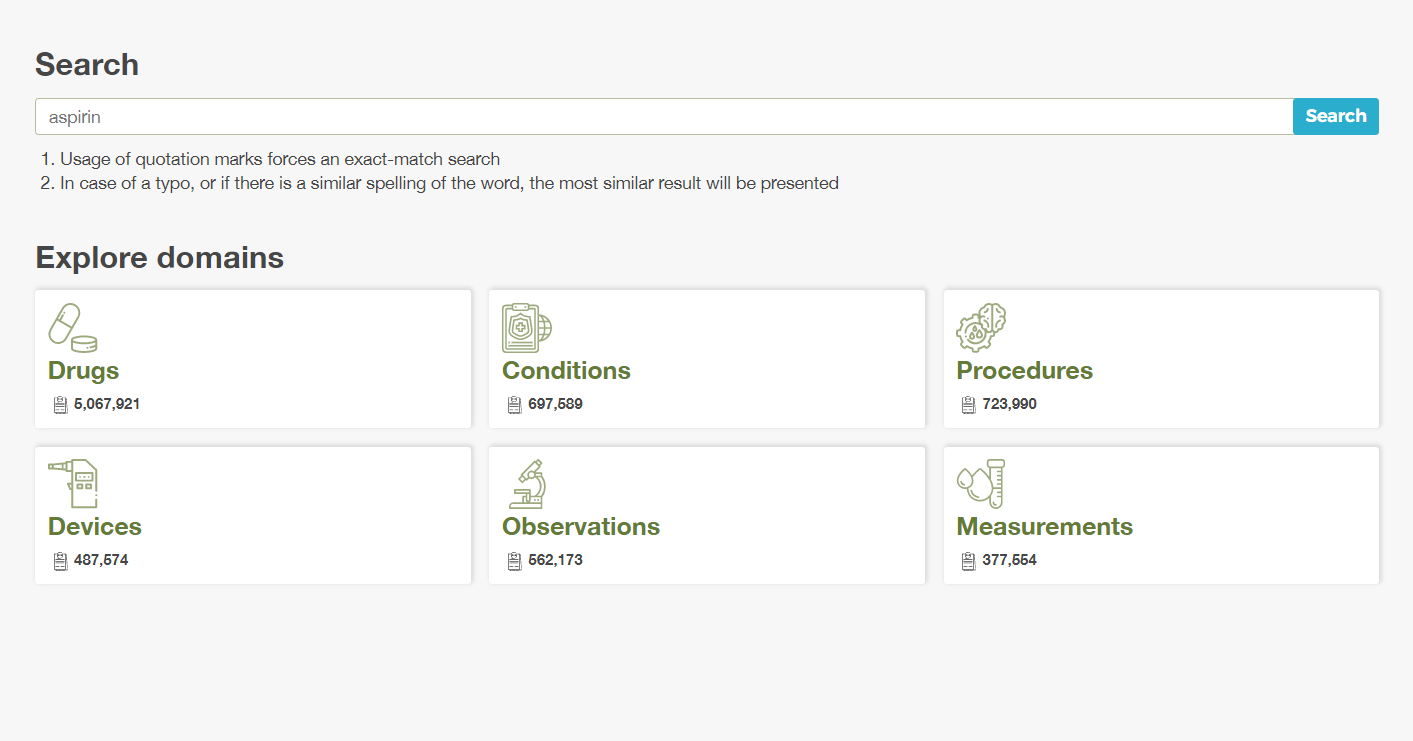 Search
aspirin
Search
1. Usage of quotation marks forces an exact-match search
2. In case of a typo, or if there is a similar spelling of the word, the most similar result will be presented
Explore domains
Drugs
5,067,921
Conditions
697,589
Procedures
723,990
Devices
487,574
Observations
562,173
Measurements
377,554